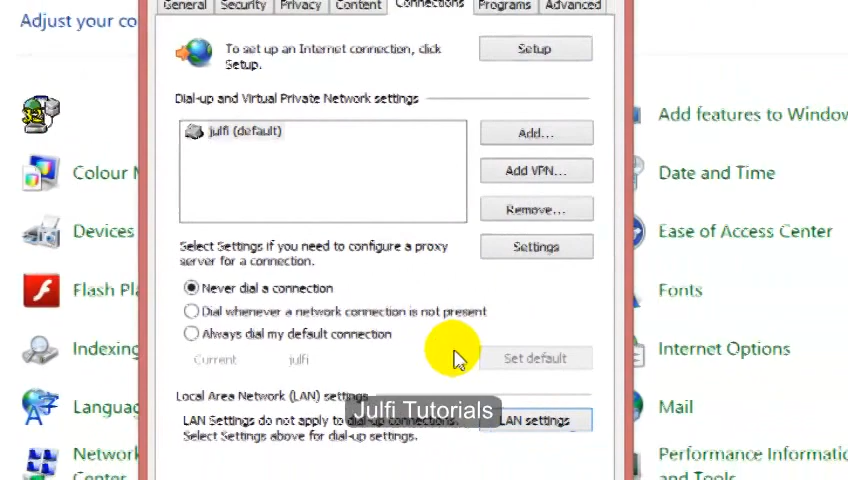 Adjust your co
General Security Privacy Content Connections Programs Advanced
To set up an Internet connection, click
Setup.
Setup
Dial-up and Virtual Private Network settings
julfi (default)
Add...
Add VPN...
Remove...
Select Settings if you need to configure a proxy
server for a connection.
Settings
Never dial a connection
Dial whenever a network connection is not present
Always dial my default connection
Current julfi
Set default
Local Area Network (LAN) settings
LAN Settings do not apply to dial-up connections.
Select Settings above for dial-up settings.
LAN settings
Julfi Tutorials
32
Colour M
Devices
Flash Pla
Indexing
Languag
Network
Center
Add features to Window
Date and Time
Ease of Access Center
Fonts
Internet Options
Mail
Performance Informatio
and Tools